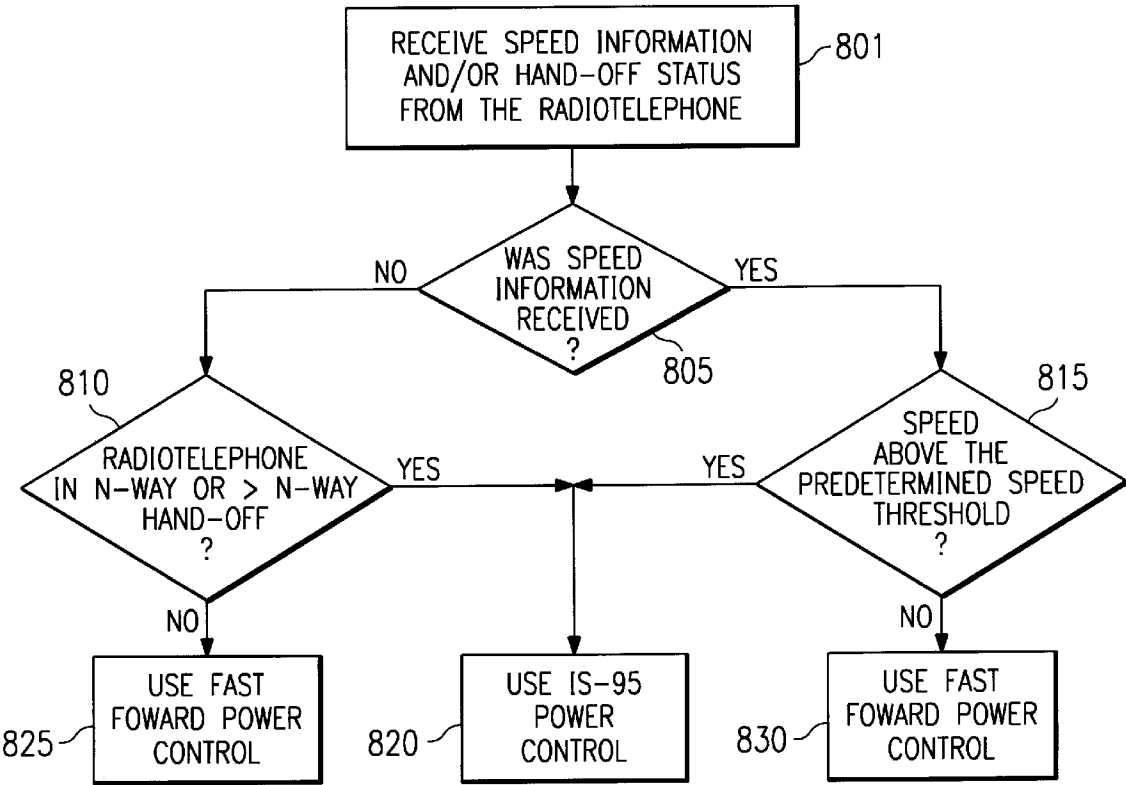 RECEIVE SPEED INFORMATION
AND/OR HAND-OFF STATUS
FROM THE RADIOTELEPHONE
801
WAS SPEED
INFORMATION
RECEIVED
?
NO
YES
805
810
RADIOTELEPHONE
IN N-WAY OR > N-WAY
HAND-OFF
?
YES
NO
815
SPEED
ABOVE THE
PREDETERMINED SPEED
THRESHOLD
?
YES
NO
USE FAST
FOWARD POWER
CONTROL
825
USE IS-95
POWER
CONTROL
820
USE FAST
FOWARD POWER
CONTROL
830